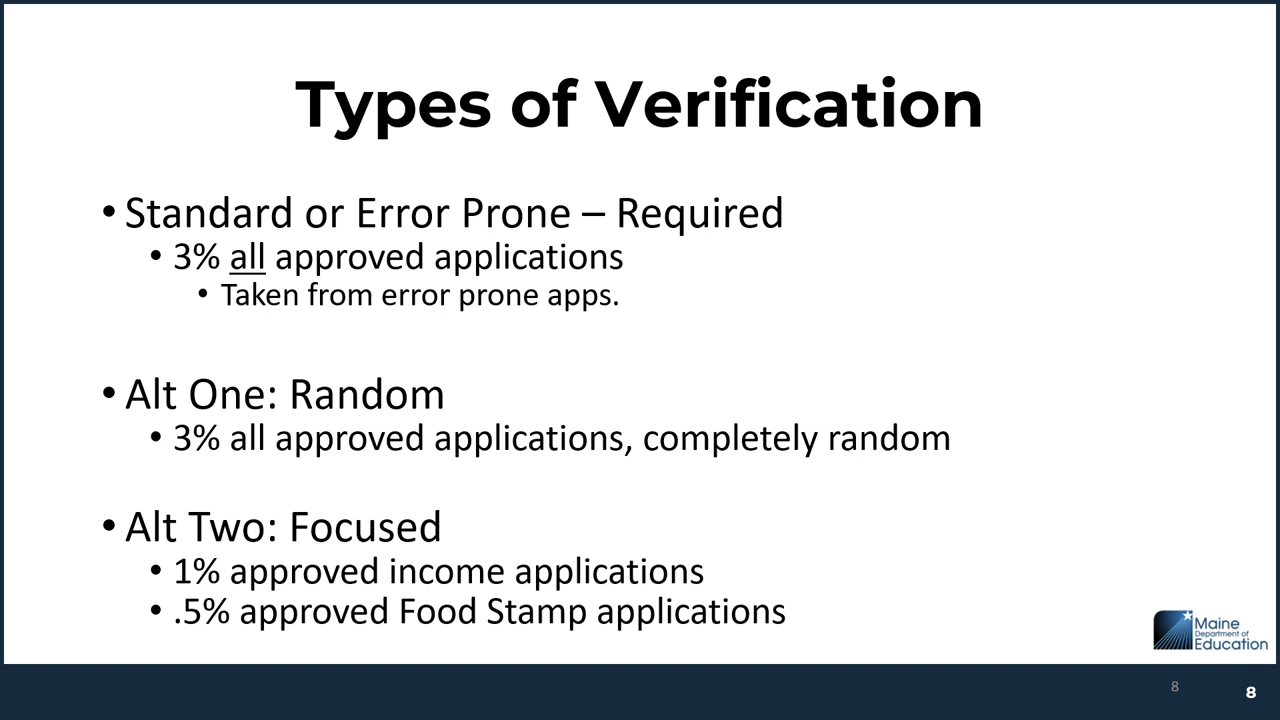 Types of Verification
• Standard or Error Prone – Required
• 3% all approved applications
• Taken from error prone apps.
• Alt One: Random
• 3% all approved applications, completely random
• Alt Two: Focused
• 1% approved income applications
• .5% approved Food Stamp applications
Maine
Department of
Education
8
8